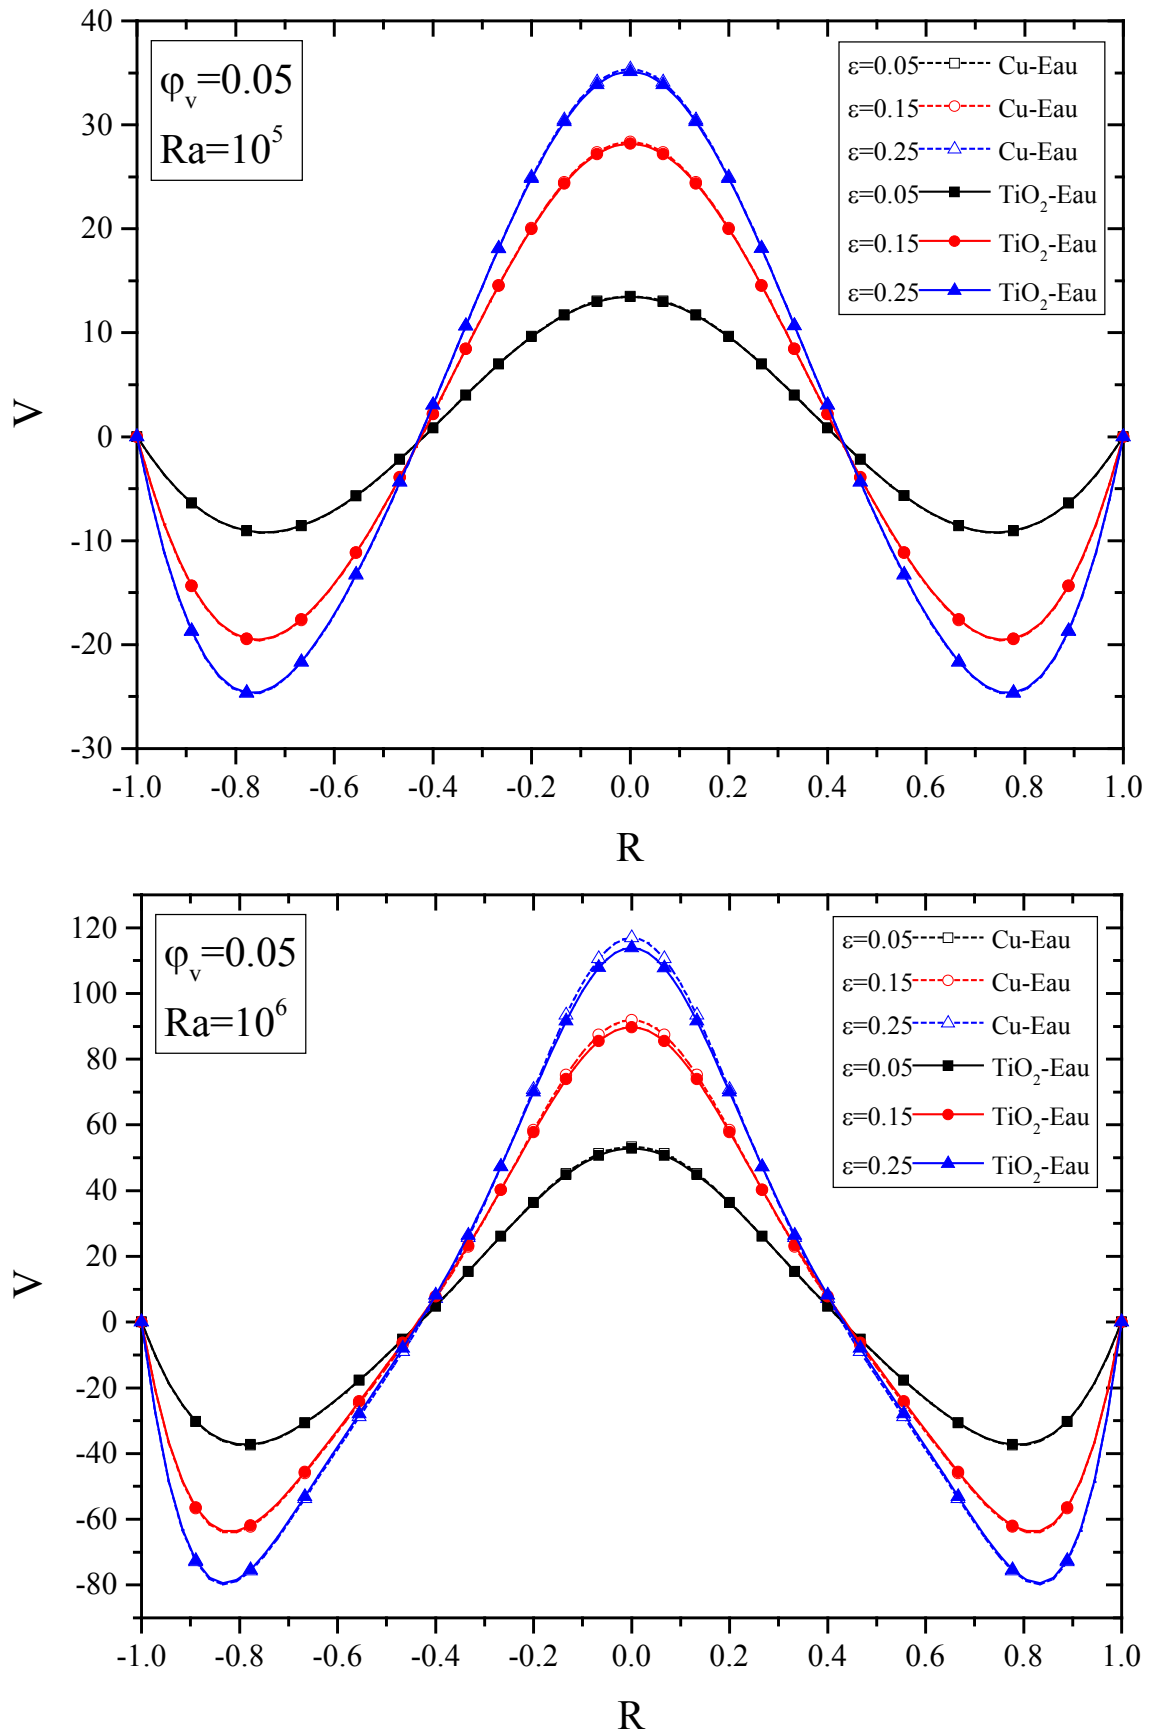 φv=0.05
Ra=10^5
ε=0.05 Cu-Eau
ε=0.15 Cu-Eau
ε=0.25 Cu-Eau
ε=0.05 TiO2-Eau
ε=0.15 TiO2-Eau
ε=0.25 TiO2-Eau
40
30
20
10
0
-10
-20
-30
V
-1.0 -0.8 -0.6 -0.4 -0.2 0.0 0.2 0.4 0.6 0.8 1.0
R
φv=0.05
Ra=10^6
ε=0.05 Cu-Eau
ε=0.15 Cu-Eau
ε=0.25 Cu-Eau
ε=0.05 TiO2-Eau
ε=0.15 TiO2-Eau
ε=0.25 TiO2-Eau
120
100
80
60
40
20
0
-20
-40
-60
-80
V
-1.0 -0.8 -0.6 -0.4 -0.2 0.0 0.2 0.4 0.6 0.8 1.0
R